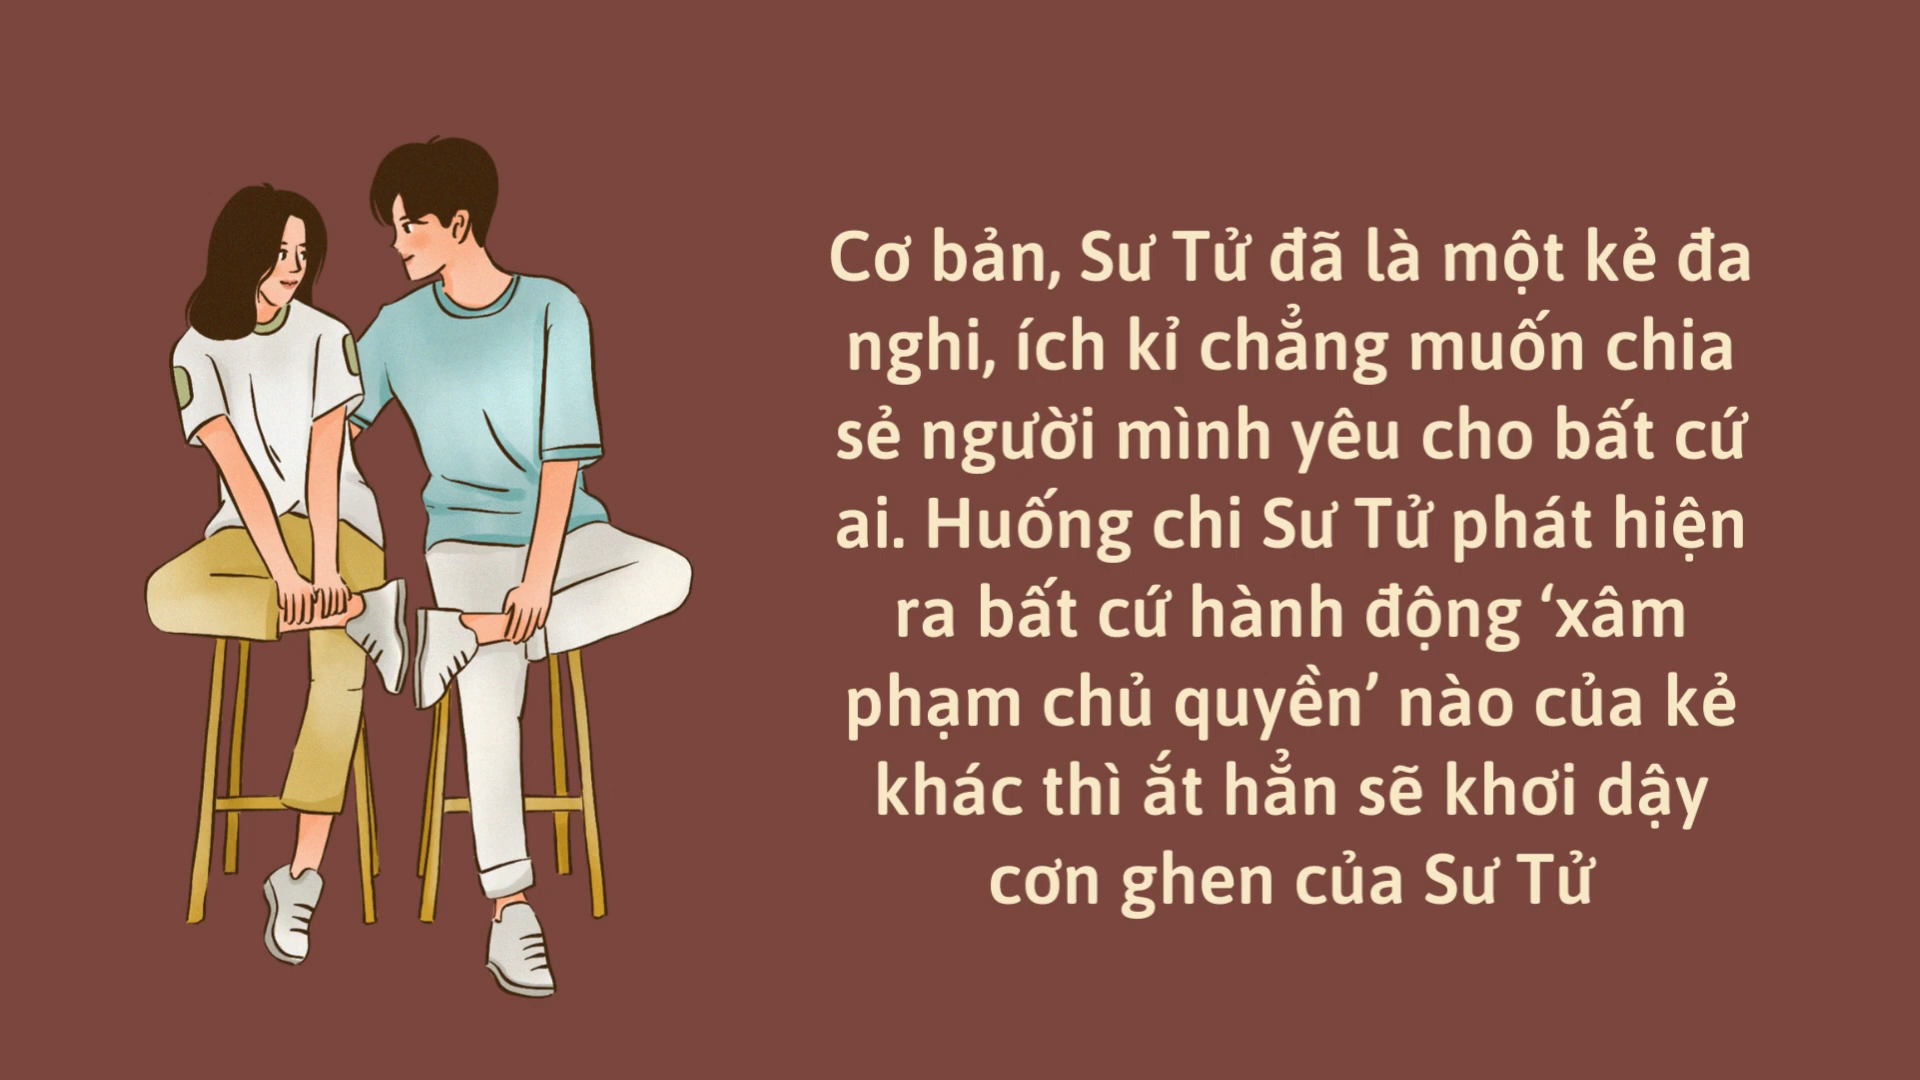 Cơ bản, Sư Tử đã là một kẻ đa
nghi, ích kỉ chẳng muốn chia
sẻ người mình yêu cho bất cứ
ai. Huống chi Sư Tử phát hiện
ra bất cứ hành động ‘xâm
phạm chủ quyền’ nào của kẻ
khác thì ắt hẳn sẽ khơi dậy
cơn ghen của Sư Tử